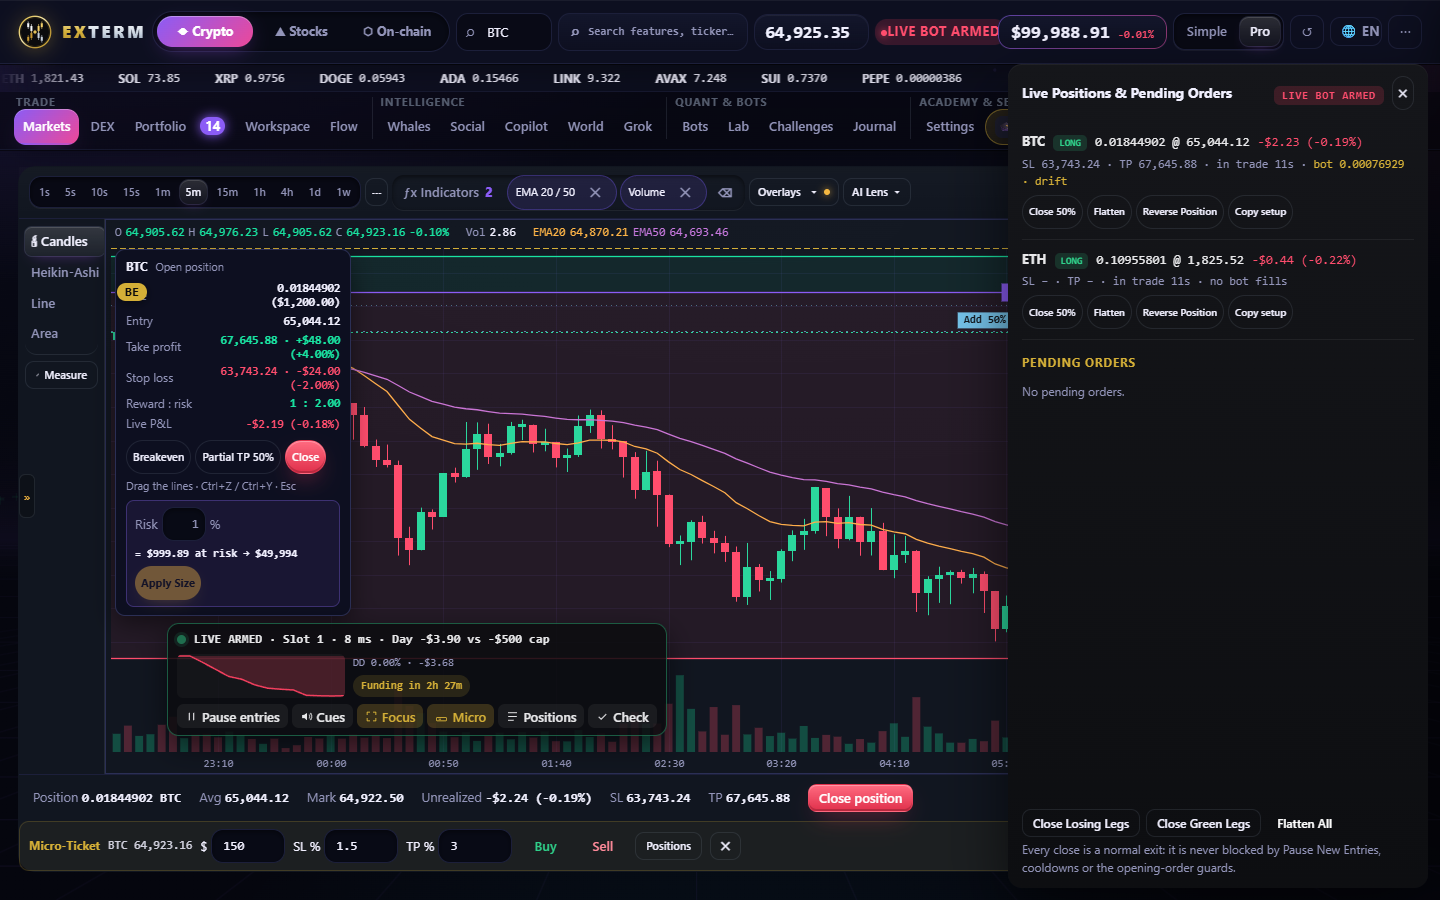 EXTERM
Crypto
Stocks
On-chain
BTC
search features, ticker…
64,925.35
LIVE BOT ARMED
$99,988.91 -0.01%
Simple
Pro
EN
ETH 1,821.43 SOL 73.85 XRP 0.9756 DOGE 0.05943 ADA 0.15466 LINK 9.322 AVAX 7.248 SUI 0.7370 PEPE 0.00000386
TRADE
Markets DEX Portfolio 14 Workspace Flow
INTELLIGENCE
Whales Social Copilot World Grok
QUANT & BOTS
Bots Lab Challenges Journal
ACADEMY & SE
Settings
1s 5s 10s 15s 1m 5m 15m 1h 4h 1d 1w
ƒx Indicators 2
EMA 20 / 50 ✕
Volume ✕
Overlays
AI Lens
Candles
Heikin-Ashi
Line
Area
Measure
»
O 64,905.62 H 64,976.23 L 64,905.62 C 64,923.16 -0.10% Vol 2.86 EMA20 64,870.21 EMA50 64,693.46
BTC Open position
BE
0.01844902
($1,200.00)
Entry 65,044.12
Take profit 67,645.88 · +$48.00
(+4.00%)
Stop loss 63,743.24 · -$24.00
(-2.00%)
Reward : risk 1 : 2.00
Live P&L -$2.19 (-0.18%)
Breakeven Partial TP 50% Close
Drag the lines · Ctrl+Z / Ctrl+Y · Esc
Risk 1 %
= $999.89 at risk → $49,994
Apply Size
Add 50%
LIVE ARMED · Slot 1 · 8 ms · Day -$3.90 vs -$500 cap
DD 0.00% · -$3.68
Funding in 2h 27m
Pause entries Cues Focus Micro Positions Check
23:10 00:00 00:50 01:40 02:30 03:20 04:10 05:
Position 0.01844902 BTC Avg 65,044.12 Mark 64,922.50 Unrealized -$2.24 (-0.19%) SL 63,743.24 TP 67,645.88 Close position
Micro-Ticket BTC 64,923.16 $ 150 SL % 1.5 TP % 3 Buy Sell Positions ✕
Live Positions & Pending Orders
LIVE BOT ARMED
✕
BTC LONG 0.01844902 @ 65,044.12 -$2.23 (-0.19%)
SL 63,743.24 · TP 67,645.88 · in trade 11s · bot 0.00076929
· drift
Close 50% Flatten Reverse Position Copy setup
ETH LONG 0.10955801 @ 1,825.52 -$0.44 (-0.22%)
SL – · TP – · in trade 11s · no bot fills
Close 50% Flatten Reverse Position Copy setup
PENDING ORDERS
No pending orders.
Close Losing Legs Close Green Legs Flatten All
Every close is a normal exit: it is never blocked by Pause New Entries,
cooldowns or the opening-order guards.